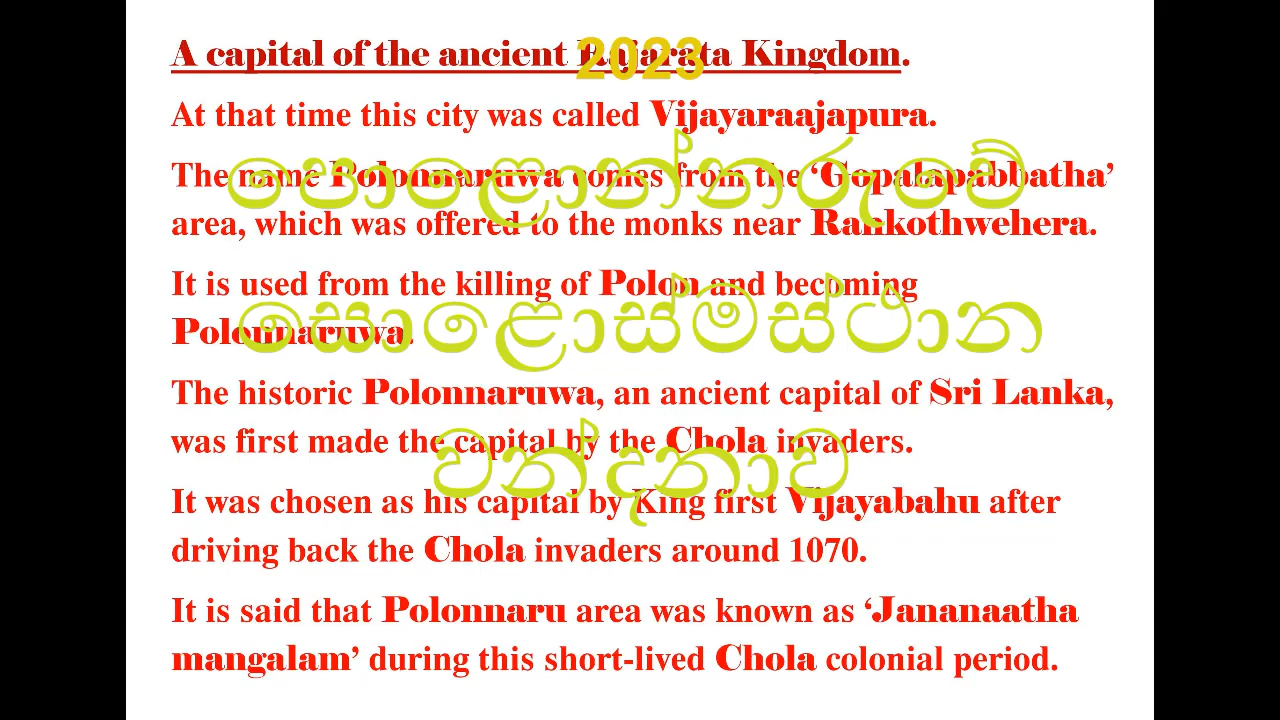 A capital of the ancient Rajarata Kingdom.
2023
At that time this city was called Vijayaraajapura.
පොළොන්නරුවේ
The name Polonnaruwa comes from the ‘Gopalapabbatha’
area, which was offered to the monks near Rankothwehera.
It is used from the killing of Polon and becoming
සොළොස්මස්ථාන
Polonnaruwa.
The historic Polonnaruwa, an ancient capital of Sri Lanka,
was first made the capital by the Chola invaders.
වන්දනාව
It was chosen as his capital by King first Vijayabahu after
driving back the Chola invaders around 1070.
It is said that Polonnaru area was known as ‘Jananaatha
mangalam’ during this short-lived Chola colonial period.